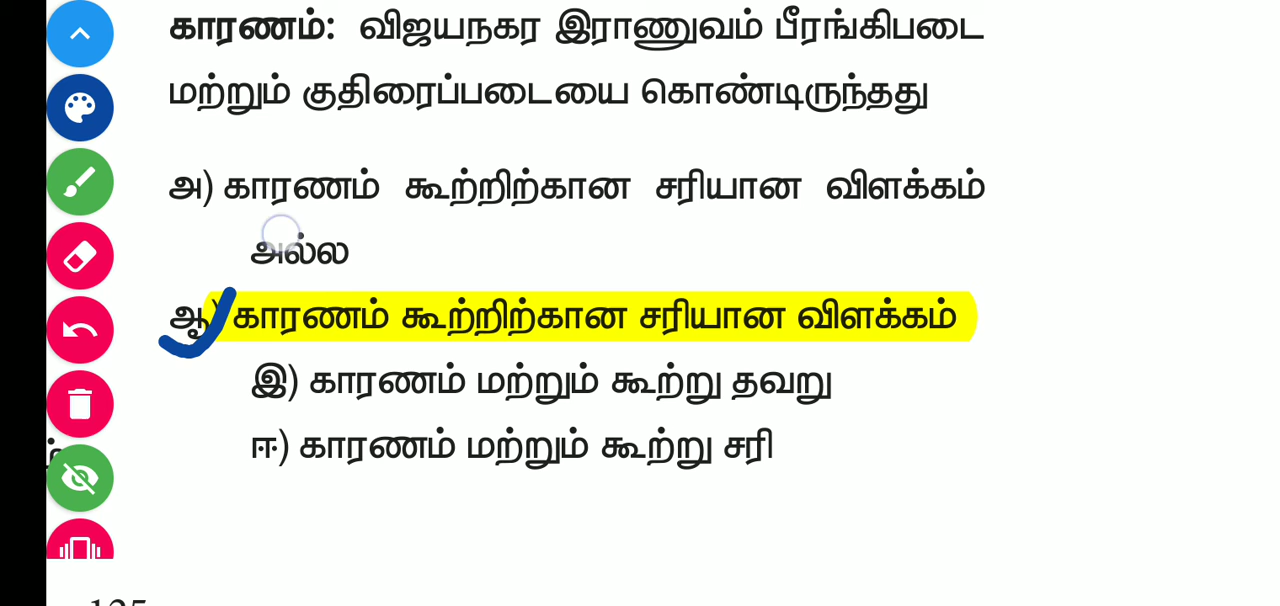 காரணம்: விஜயநகர இராணுவம் பீரங்கிபடை
மற்றும் குதிரைப்படையை கொண்டிருந்தது
அ) காரணம் கூற்றிற்கான சரியான விளக்கம்
அல்ல
ஆ) காரணம் கூற்றிற்கான சரியான விளக்கம்
இ) காரணம் மற்றும் கூற்று தவறு
ஈ) காரணம் மற்றும் கூற்று சரி